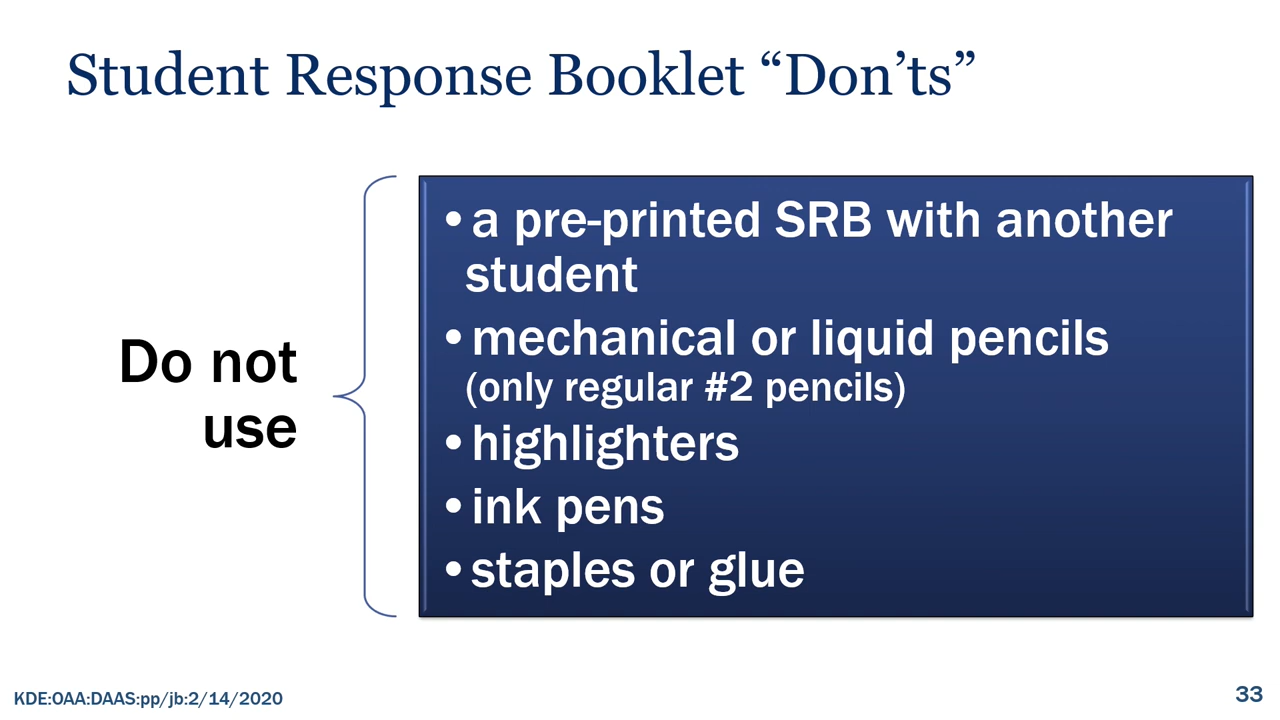 Student Response Booklet “Don’ts”
Do not
use
•a pre-printed SRB with another
student
•mechanical or liquid pencils
(only regular #2 pencils)
•highlighters
•ink pens
•staples or glue
KDE:OAA:DAAS:pp/jb:2/14/2020
33